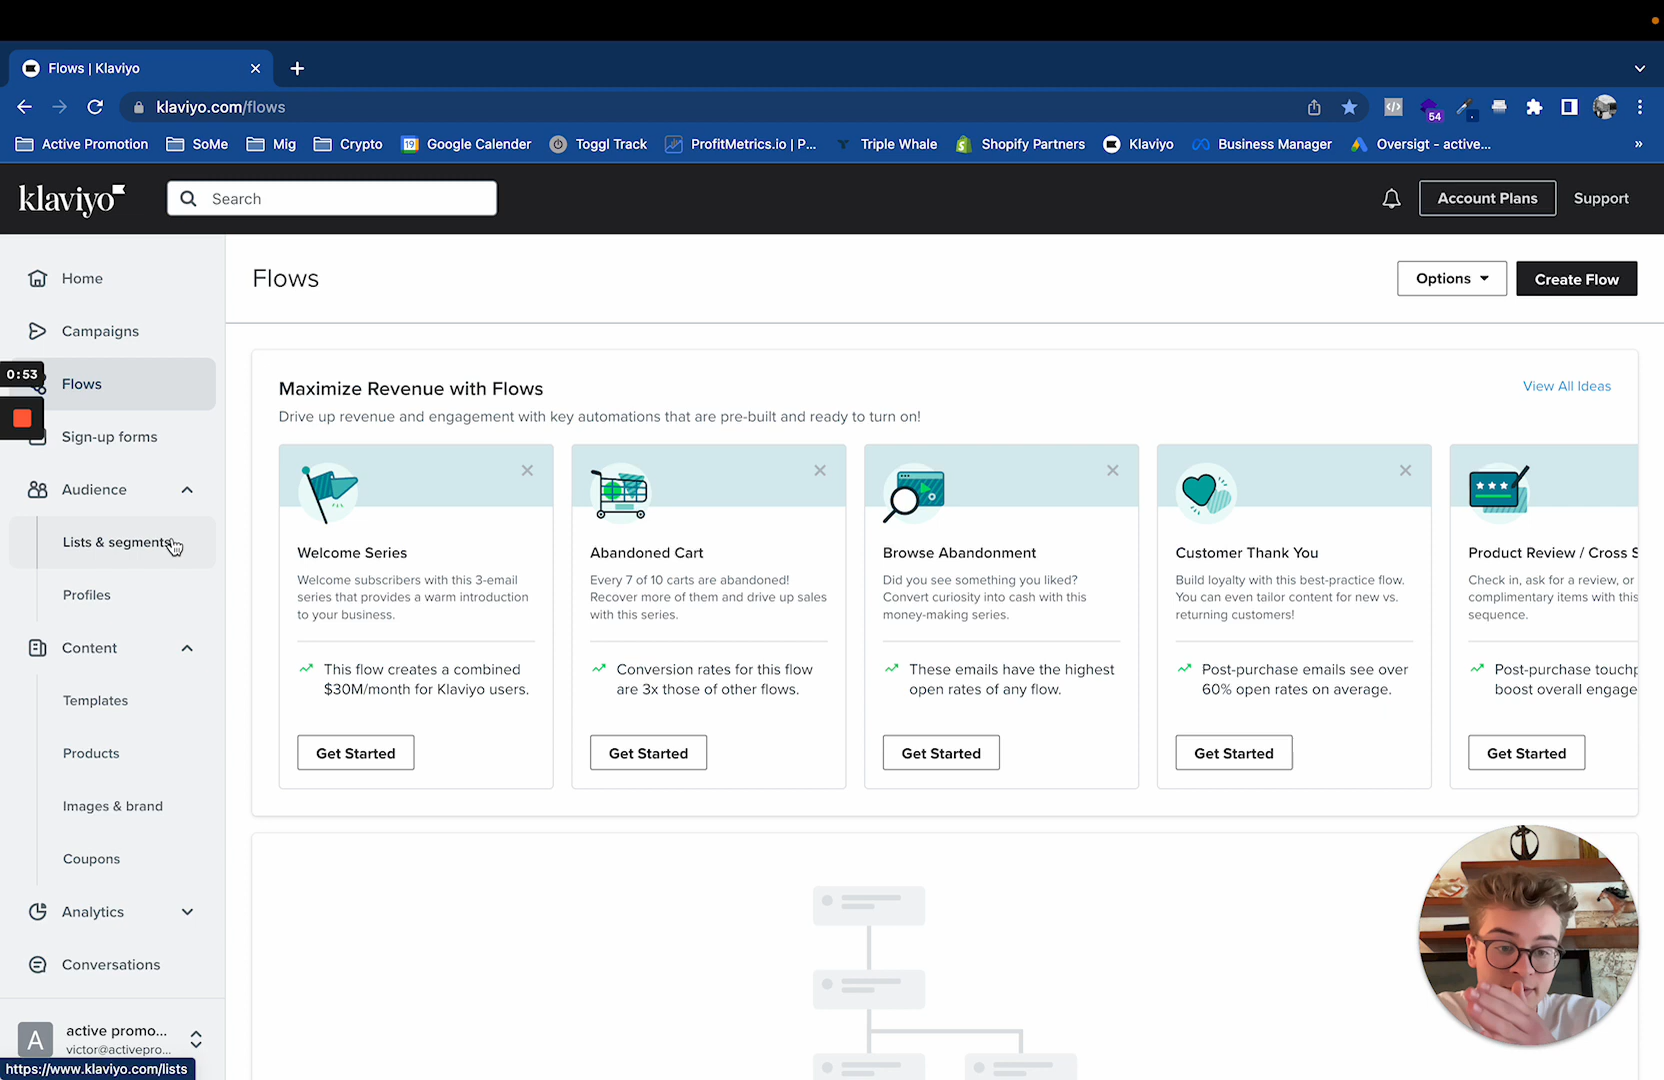 Flows | Klaviyo
klaviyo.com/flows
54
Active Promotion
SoMe
Mig
Crypto
19
Google Calender
Toggl Track
ProfitMetrics.io | P...
Triple Whale
Shopify Partners
Klaviyo
Business Manager
Oversigt - active...
»
klaviyo
Search
Account Plans
Support
Home
Campaigns
0:53
Flows
Sign-up forms
Audience
Lists & segments
Profiles
Content
Templates
Products
Images & brand
Coupons
Analytics
Conversations
A
active promo...
victor@activepro...
https://www.klaviyo.com/lists
Flows
Options
Create Flow
Maximize Revenue with Flows
View All Ideas
Drive up revenue and engagement with key automations that are pre-built and ready to turn on!
Welcome Series
Welcome subscribers with this 3-email
series that provides a warm introduction
to your business.
This flow creates a combined
$30M/month for Klaviyo users.
Get Started
Abandoned Cart
Every 7 of 10 carts are abandoned!
Recover more of them and drive up sales
with this series.
Conversion rates for this flow
are 3x those of other flows.
Get Started
Browse Abandonment
Did you see something you liked?
Convert curiosity into cash with this
money-making series.
These emails have the highest
open rates of any flow.
Get Started
Customer Thank You
Build loyalty with this best-practice flow.
You can even tailor content for new vs.
returning customers!
Post-purchase emails see over
60% open rates on average.
Get Started
Product Review / Cross S
Check in, ask for a review, or
complimentary items with this
sequence.
Post-purchase touchp
boost overall engage
Get Started